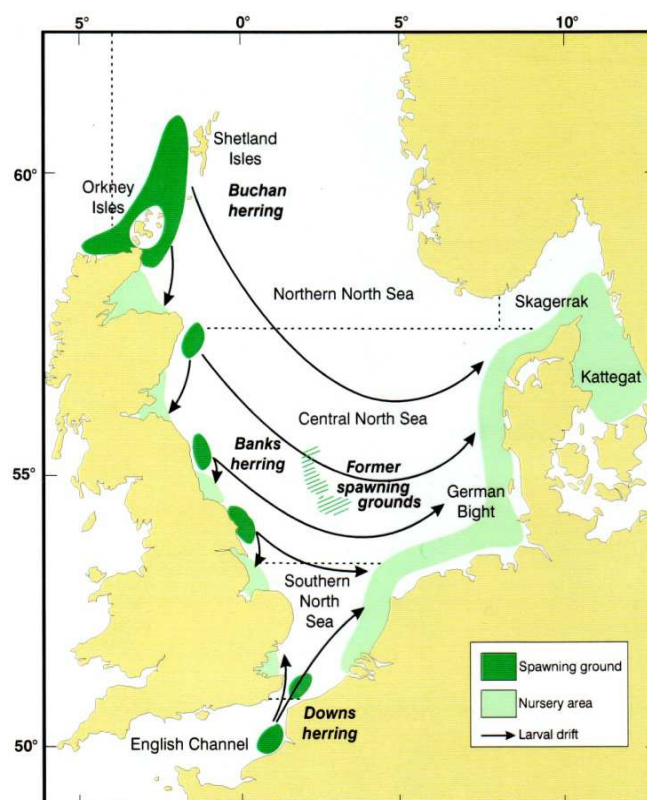 5° 0° 5° 10°
Shetland
Isles
60°
Orkney
Isles
Buchan
herring
Northern North Sea
Skagerrak
Kattegat
Central North Sea
Banks
herring
Former
spawning
grounds
55°
German
Bight
Southern
North
Sea
Spawning ground
Nursery area
Larval drift
Downs
herring
English Channel
50°